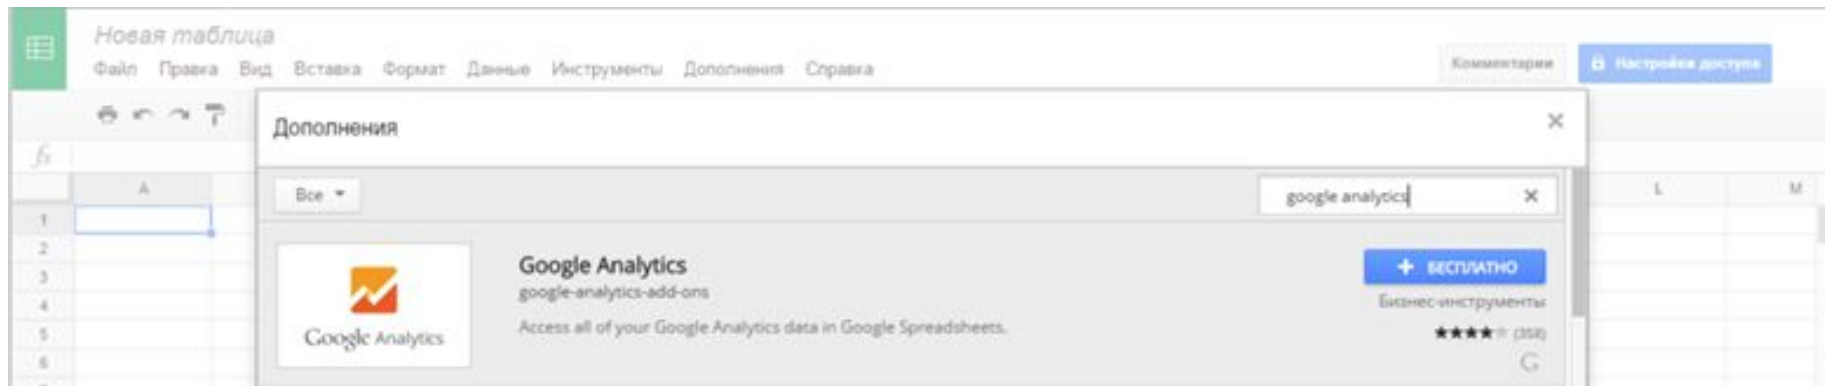 Новая таблица
Файл Правка Вид Вставка Формат Данные Инструменты Дополнения Справка
Комментарии
Настройки доступа
Дополнения
fx
Все
google analytics
A
L
M
1
2
3
4
5
6
Google Analytics
Google Analytics
google-analytics-add-ons
Access all of your Google Analytics data in Google Spreadsheets.
+ БЕСПЛАТНО
Бизнес-инструменты
(358)